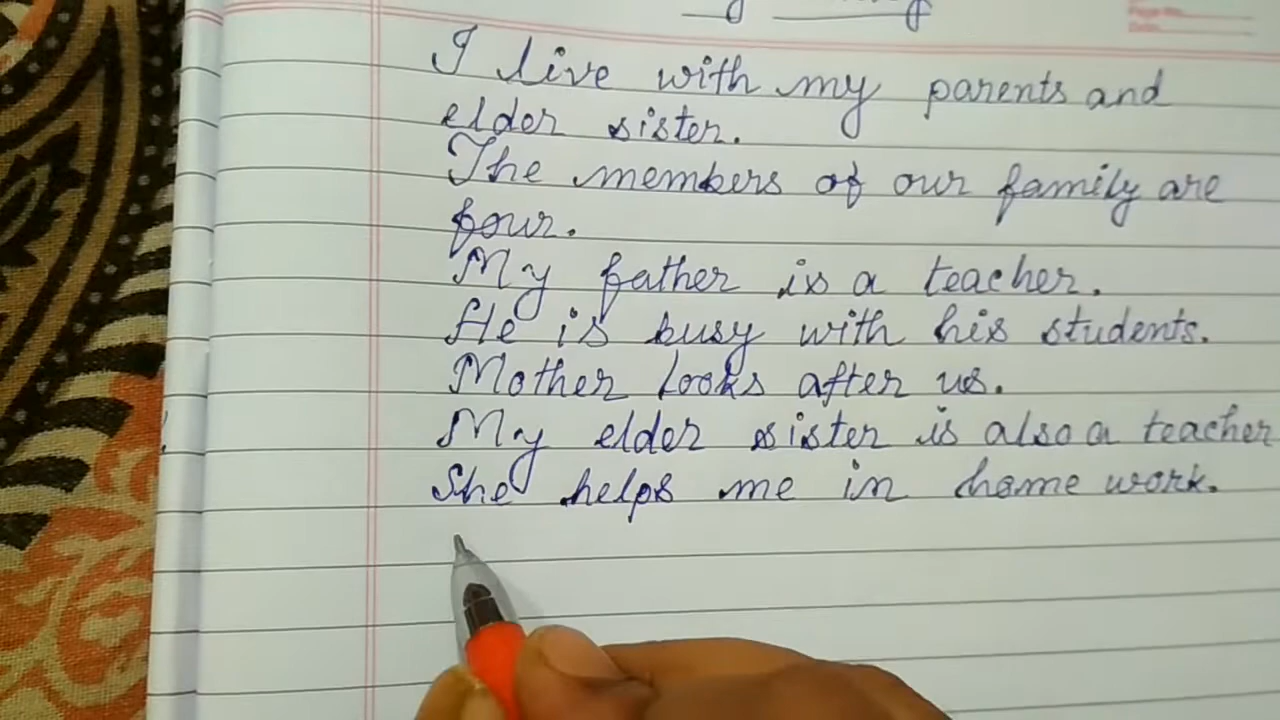 I live with my parents and
elder sister.
The members of our family are
four.
My father is a teacher.
He is busy with his students.
Mother looks after us.
My elder sister is also a teacher
She helps me in home work.